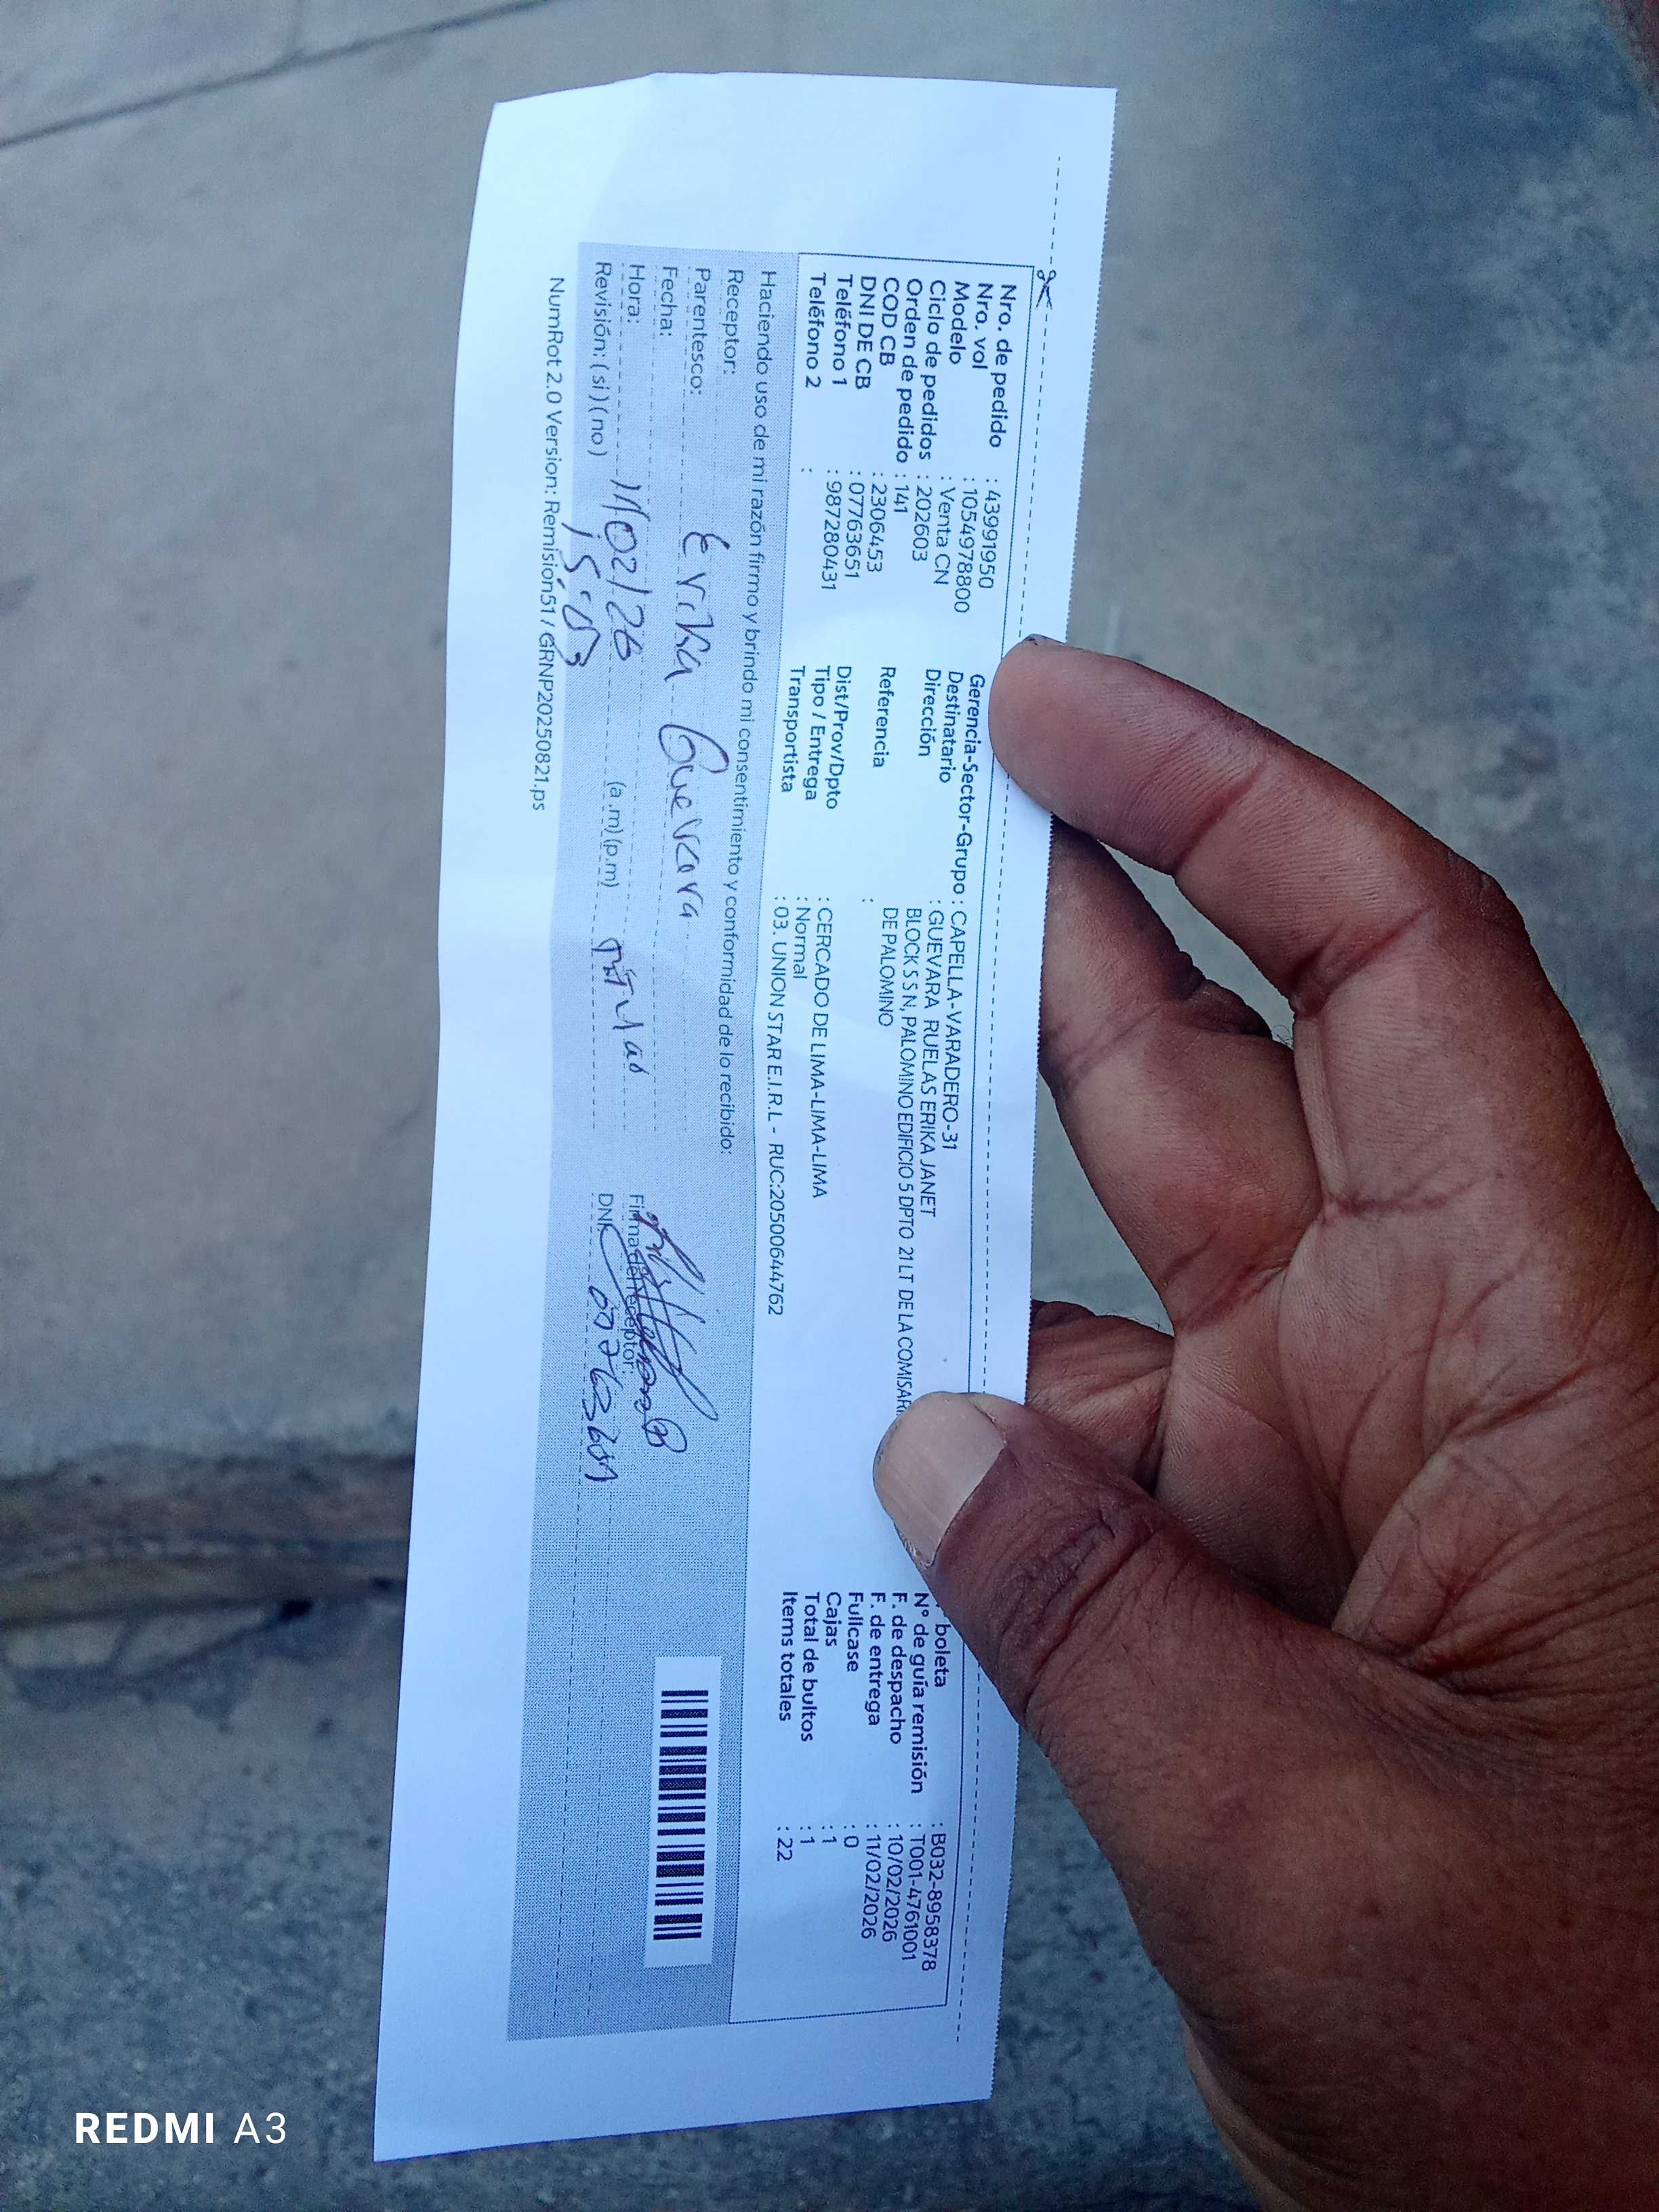 Nro. de pedido : 43991950
Nro. vol : 1054978800
Modelo : Venta CN
Ciclo de pedidos : 202603
Orden de pedido : 141
COD CB : 2306453
DNI DE CB : 07763651
Teléfono 1 : 987280431
Teléfono 2 :
Gerencia-Sector-Grupo : CAPELLA-VARADERO-31
Destinatario : GUEVARA RUELAS ERIKA JANET
Dirección BLOCK S S N, PALOMINO EDIFICIO 5 DPTO 21 LT DE LA COMISARI
DE PALOMINO
Referencia :
Dist/Prov/Dpto : CERCADO DE LIMA-LIMA-LIMA
Tipo / Entrega : Normal
Transportista : 03. UNION STAR E.I.R.L - RUC:20500644762
boleta : B032-8958378
N° de guía remisión : T001-4761001
F. de despacho : 10/02/2026
F. de entrega : 11/02/2026
Fullcase : 0
Cajas : 1
Total de bultos : 1
Items totales : 22
Haciendo uso de mi razón firmo y brindo mi consentimiento y conformidad de lo recibido:
Receptor: Erika Guevara
Parentesco:
Fecha: 11/02/26
Hora: 15:03 (a.m) (p.m)
Revisión: ( si ) ( no )
Firma del receptor:
DNI: 07763651
NumRot 2.0 Version: Remisión51 / GRNP20250821.ps
REDMI A3